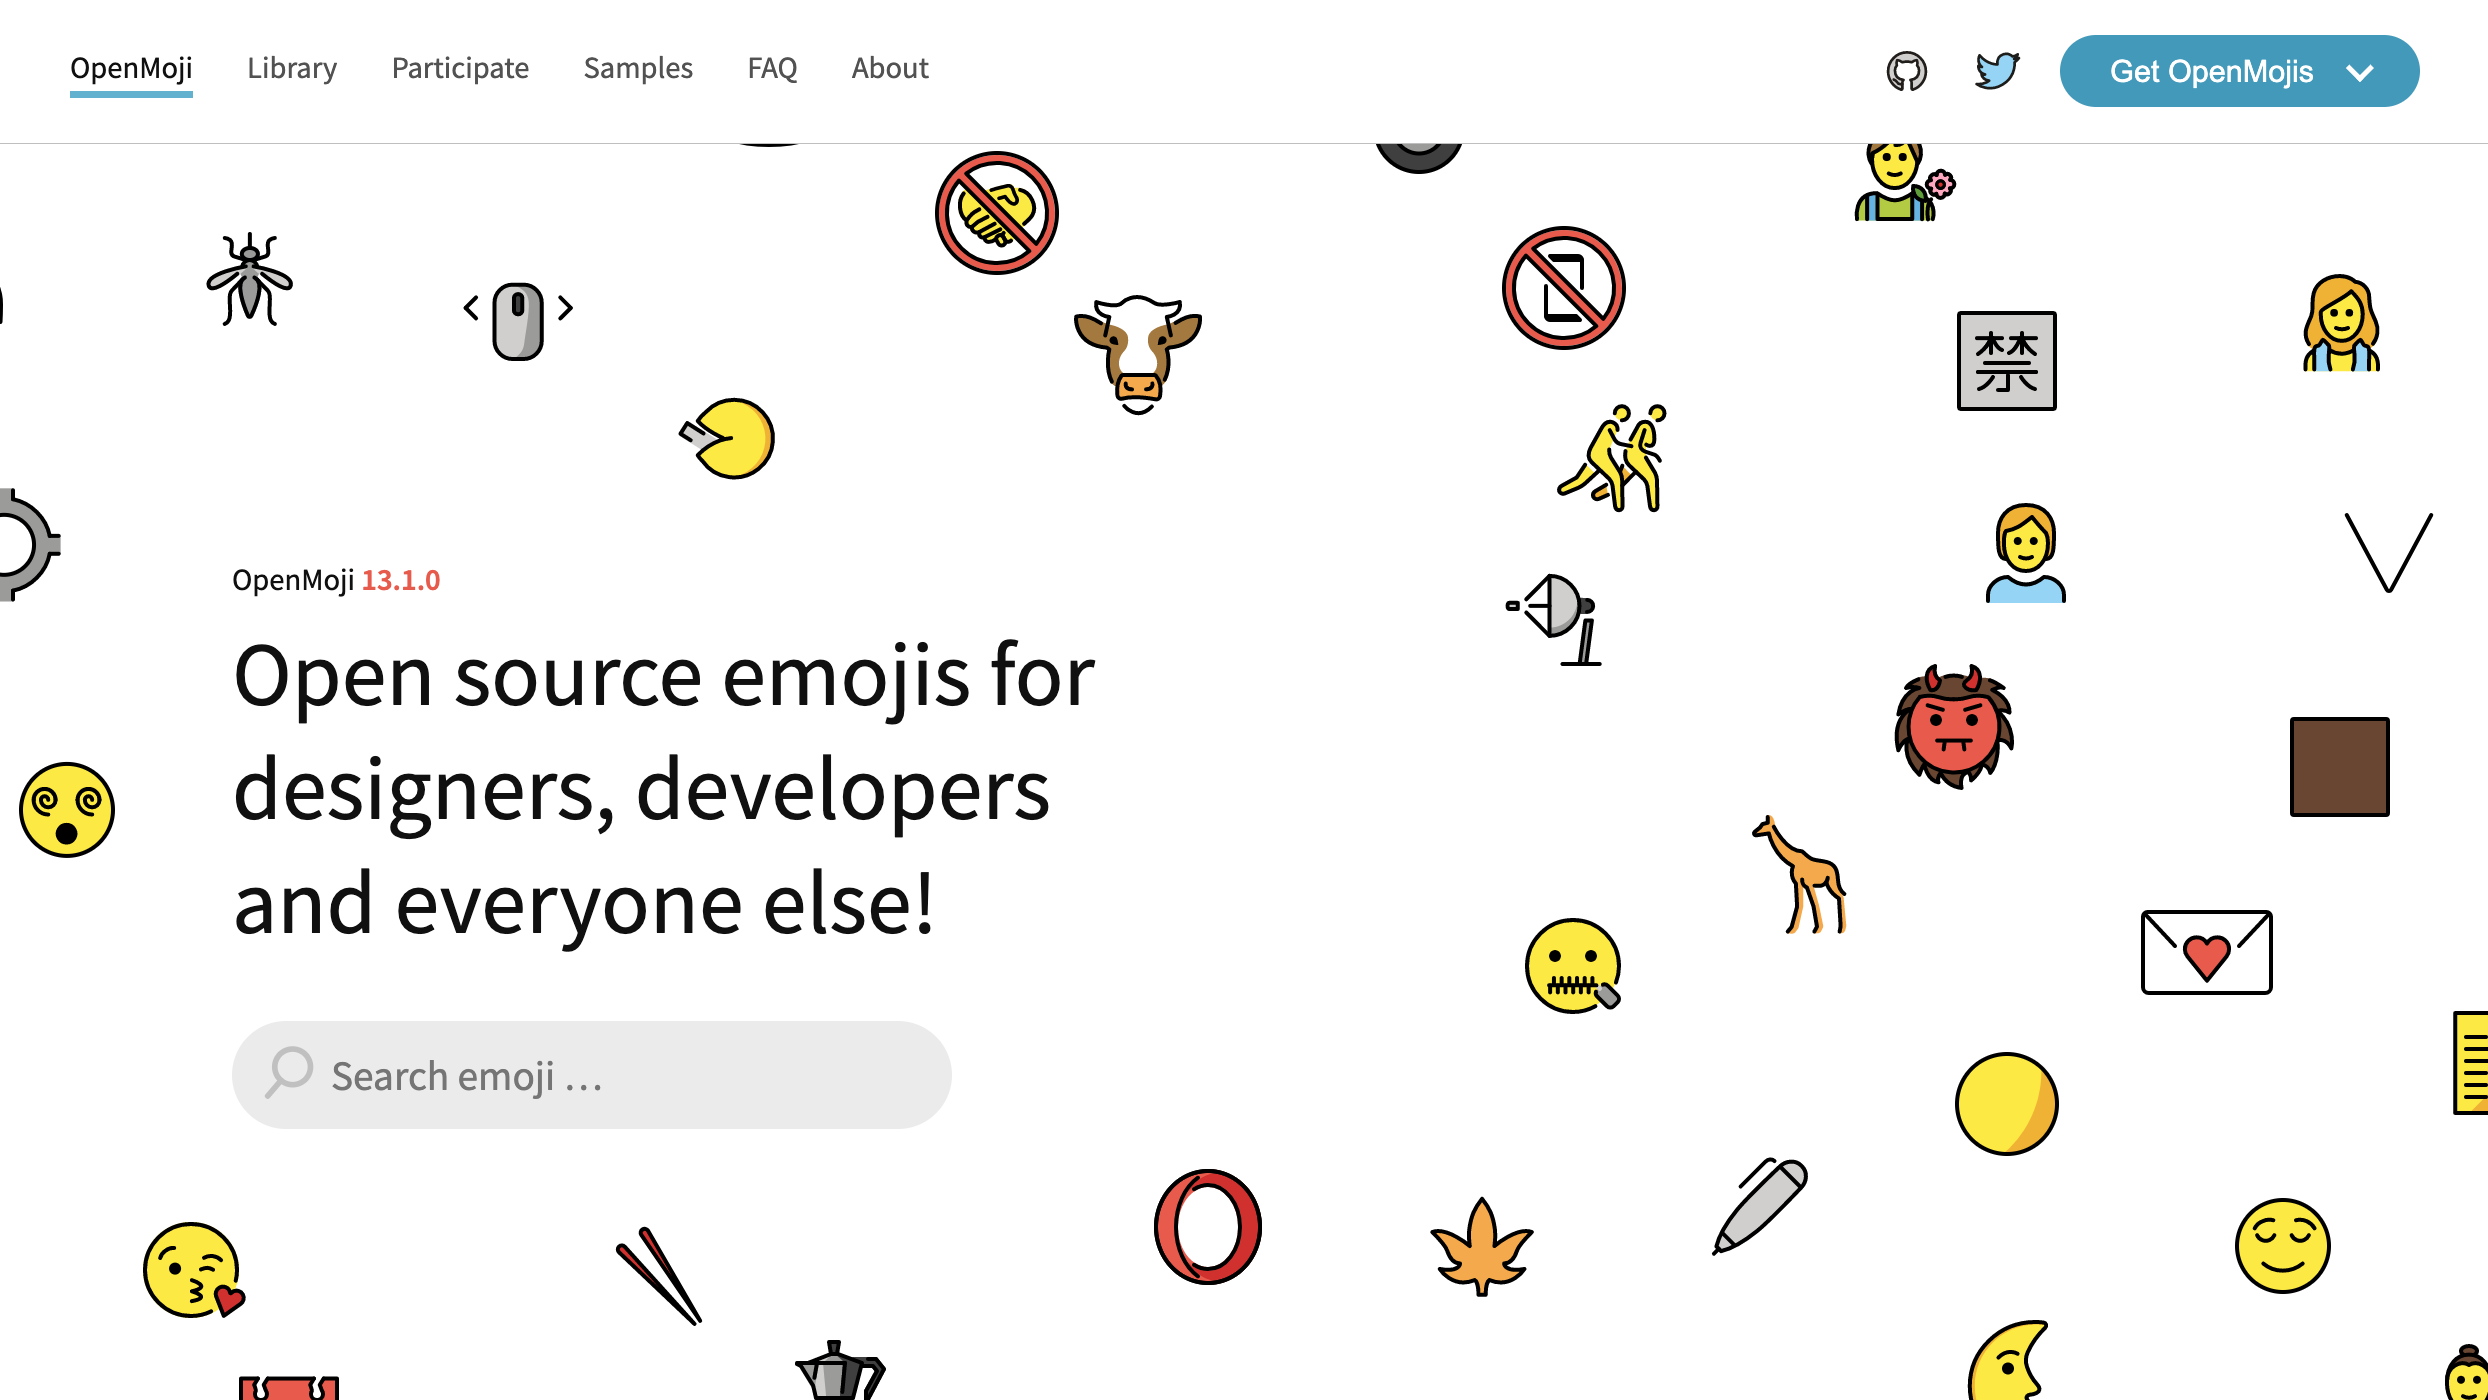 OpenMoji
Library
Participate
Samples
FAQ
About
Get OpenMojis
禁
OpenMoji 13.1.0
Open source emojis for
designers, developers
and everyone else!
Search emoji …